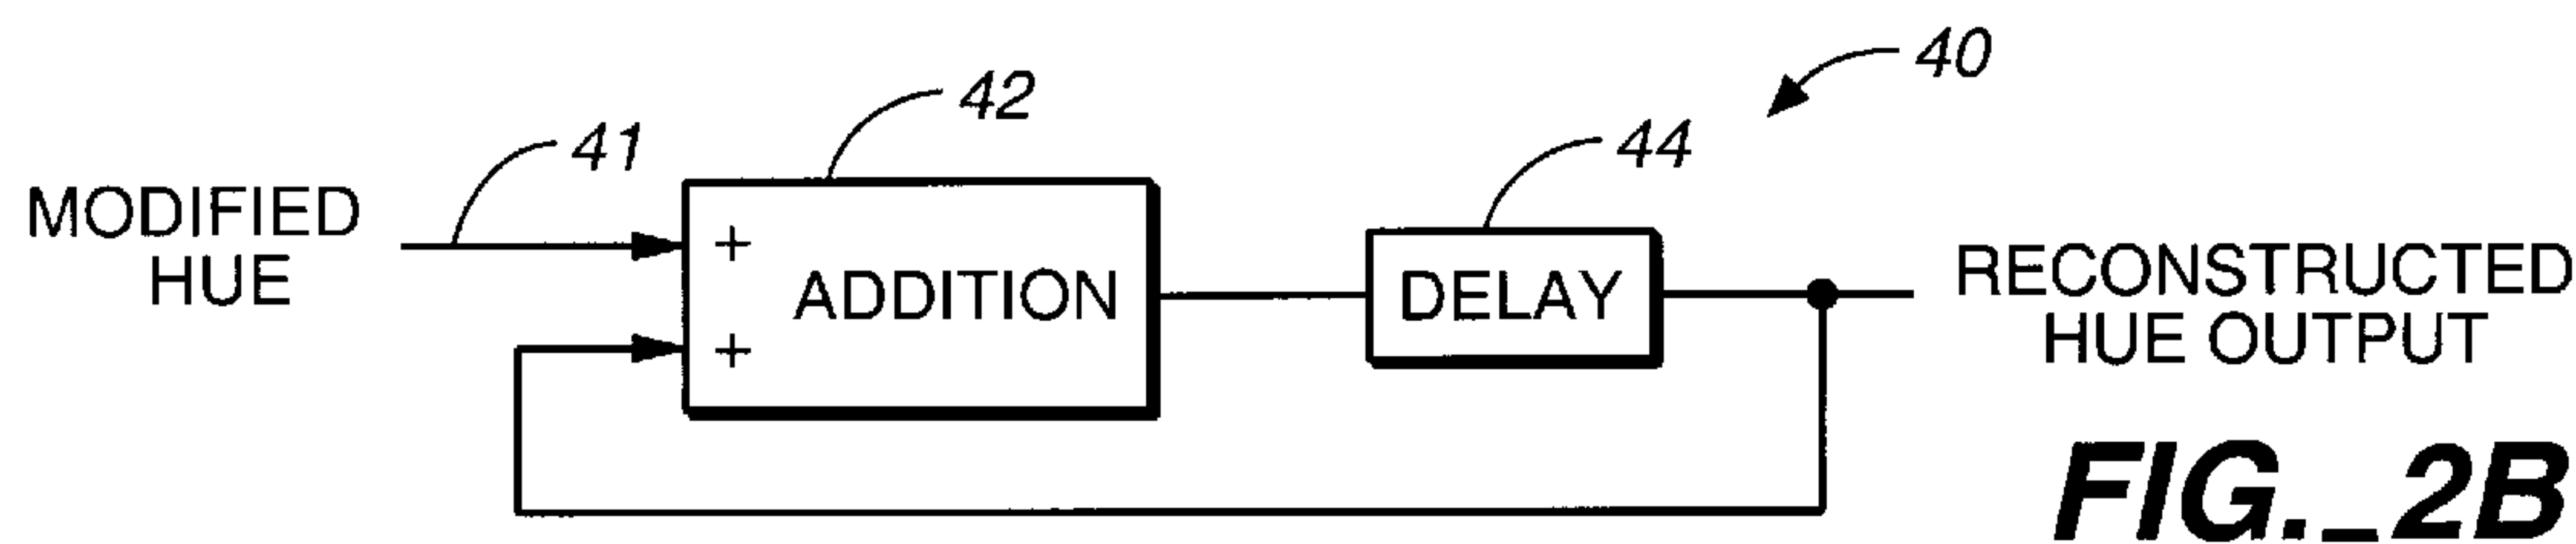 40
42
44
41
MODIFIED
HUE
+
ADDITION
+
DELAY
RECONSTRUCTED
HUE OUTPUT
FIG._2B